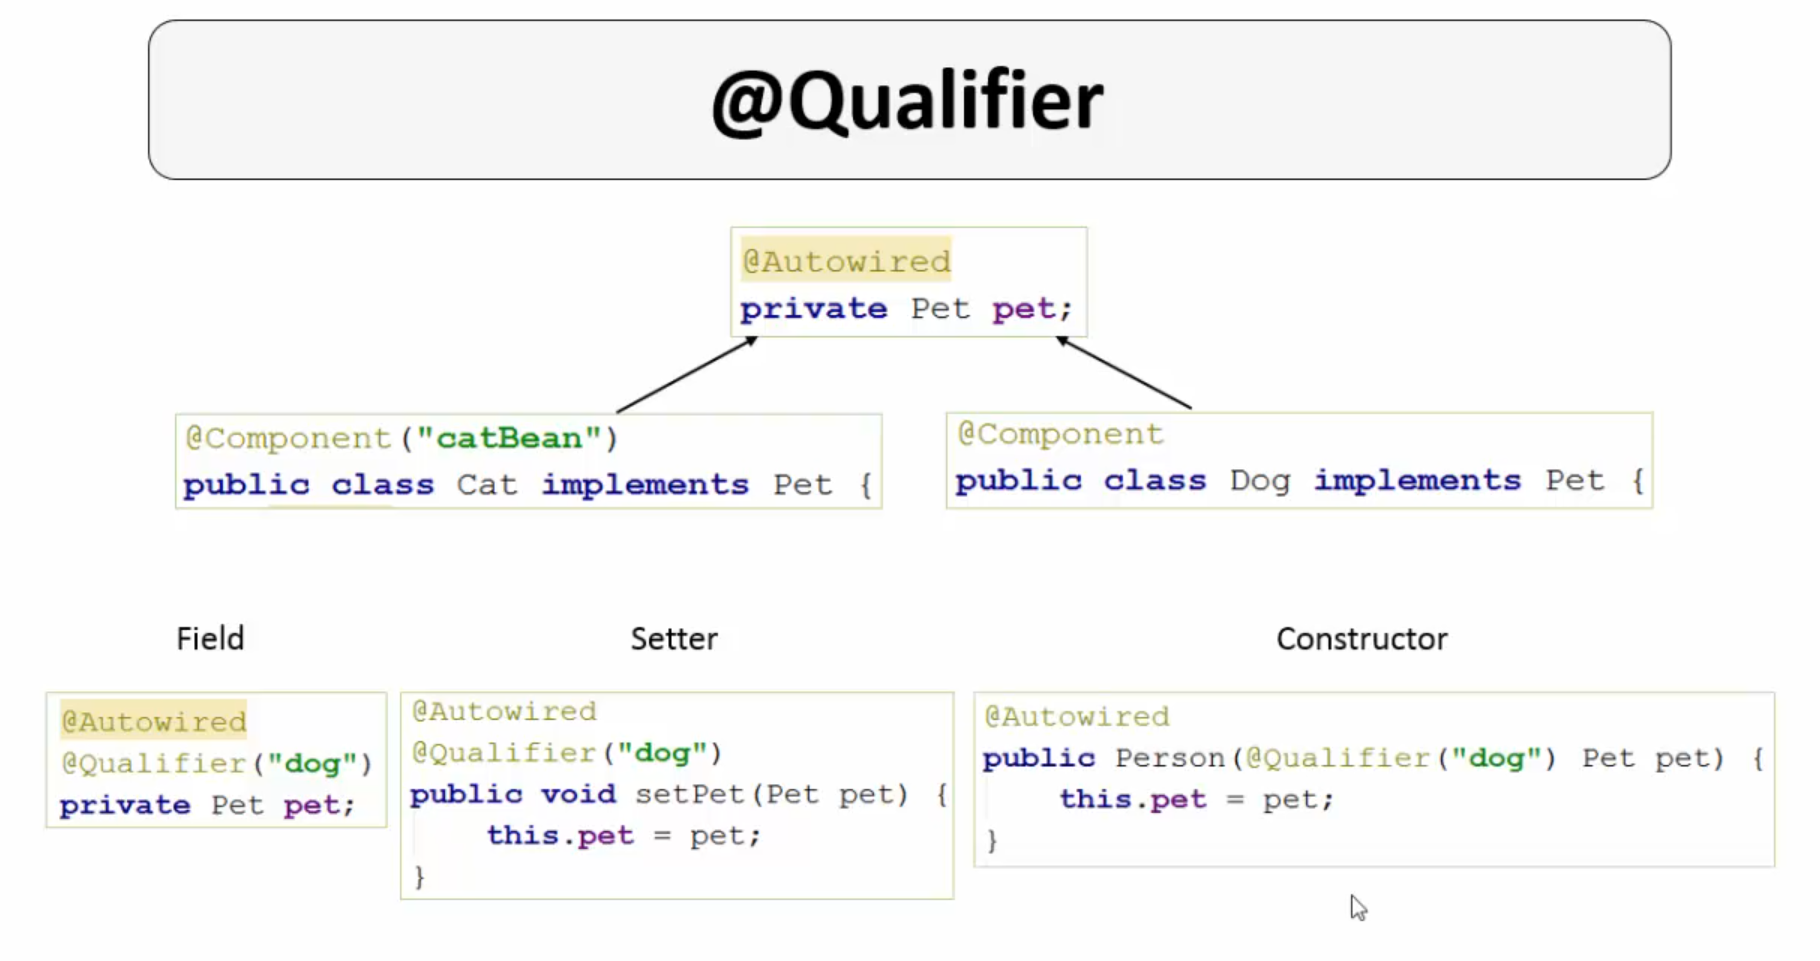 @Qualifier
@Autowired
private Pet pet;
@Component("catBean")
public class Cat implements Pet {
@Component
public class Dog implements Pet {
Field
@Autowired
@Qualifier("dog")
private Pet pet;
Setter
@Autowired
@Qualifier("dog")
public void setPet(Pet pet) {
this.pet = pet;
}
Constructor
@Autowired
public Person(@Qualifier("dog") Pet pet) {
this.pet = pet;
}